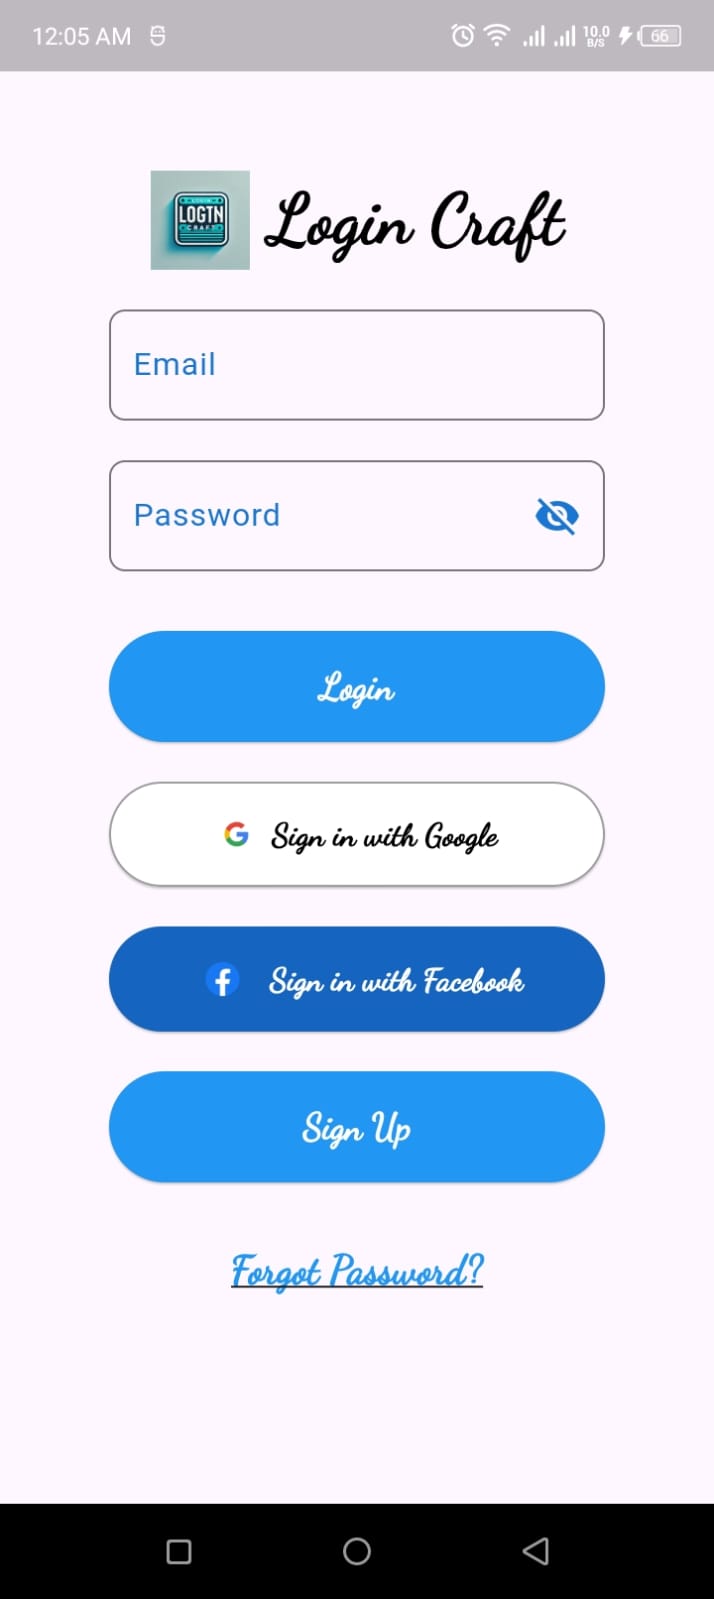 12:05 AM 10.0 B/S 66
LOGTN
CRAFT
Login Craft
Email
Password
Login
Sign in with Google
Sign in with Facebook
Sign Up
Forgot Password?